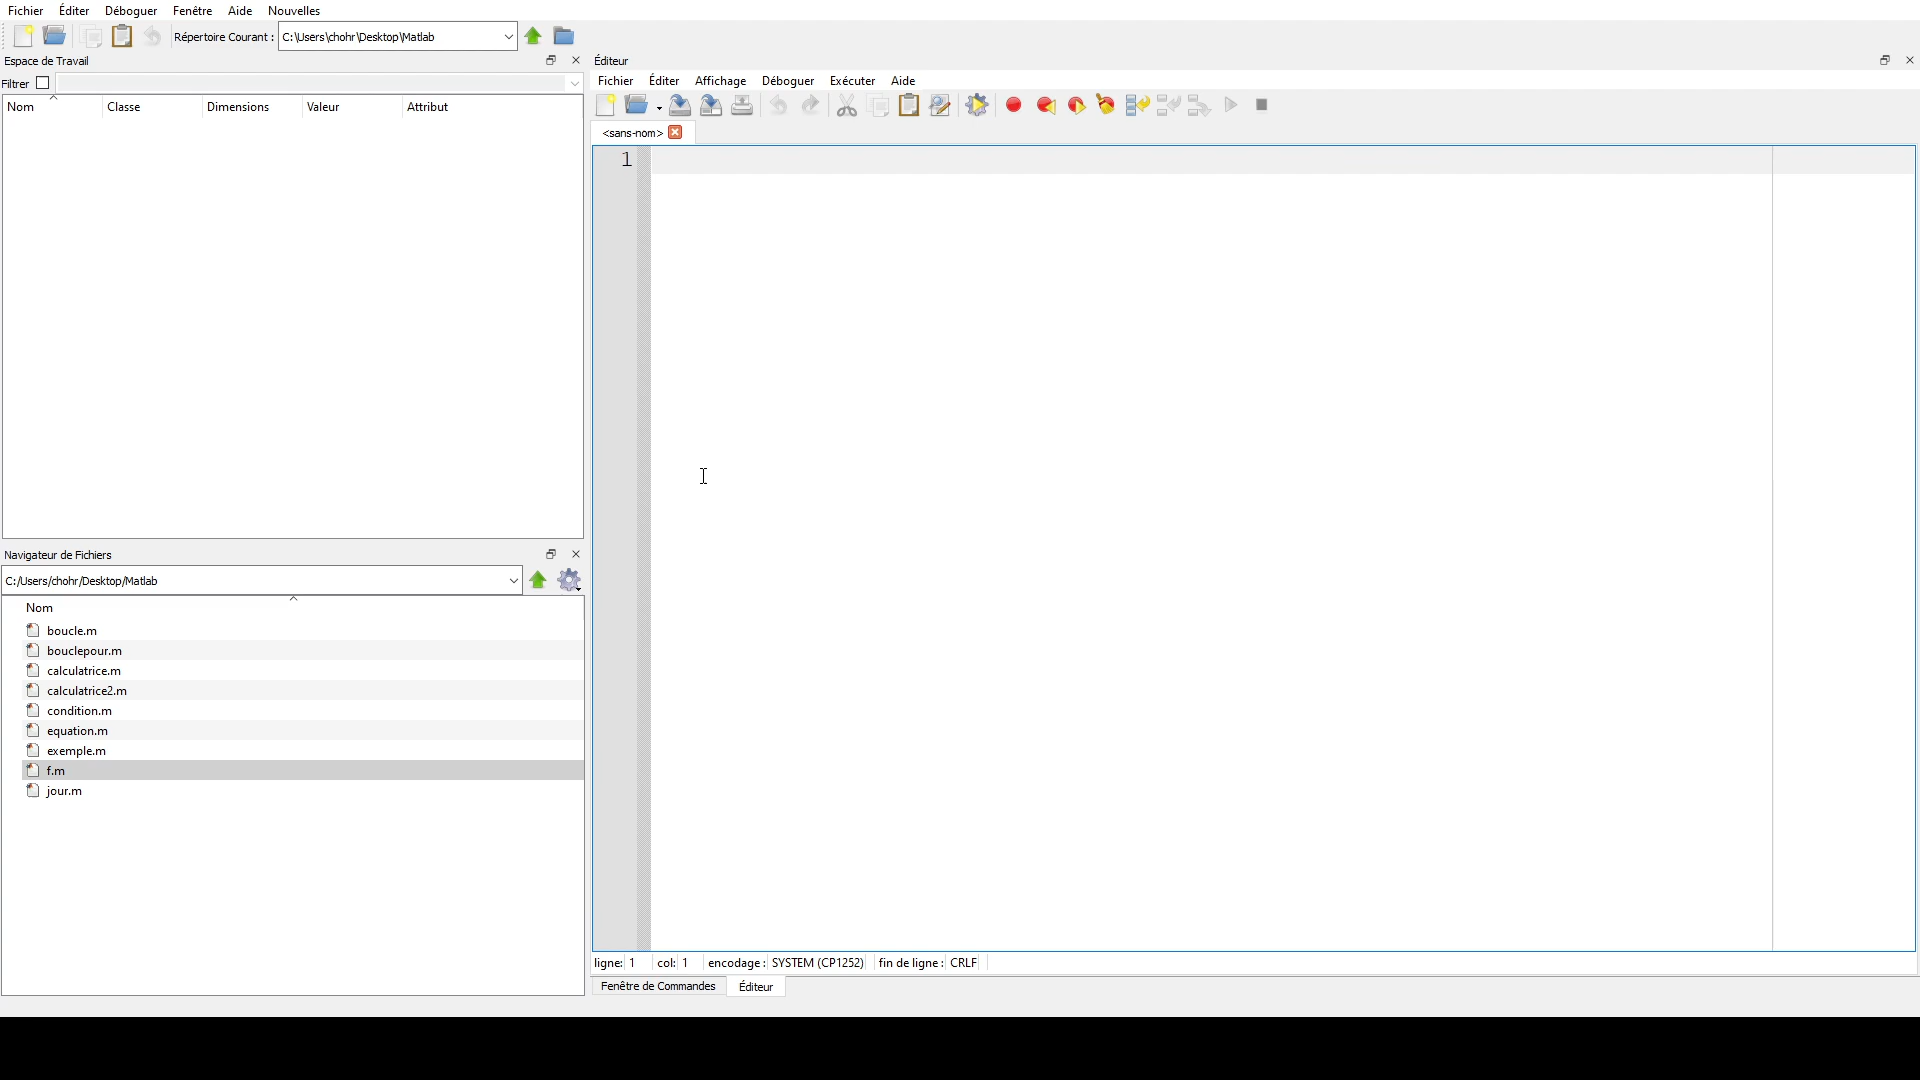 Fichier Éditer Déboguer Fenêtre Aide Nouvelles
Répertoire Courant : C:\Users\chohr\Desktop\Matlab
Espace de Travail
Filtrer
Nom Classe Dimensions Valeur Attribut
Navigateur de Fichiers
C:/Users/chohr/Desktop/Matlab
Nom
boucle.m
bouclepour.m
calculatrice.m
calculatrice2.m
condition.m
equation.m
exemple.m
f.m
jour.m
Éditeur
Fichier Éditer Affichage Déboguer Exécuter Aide
<sans-nom>
1
ligne: 1 col: 1 encodage : SYSTEM (CP1252) fin de ligne : CRLF
Fenêtre de Commandes Éditeur